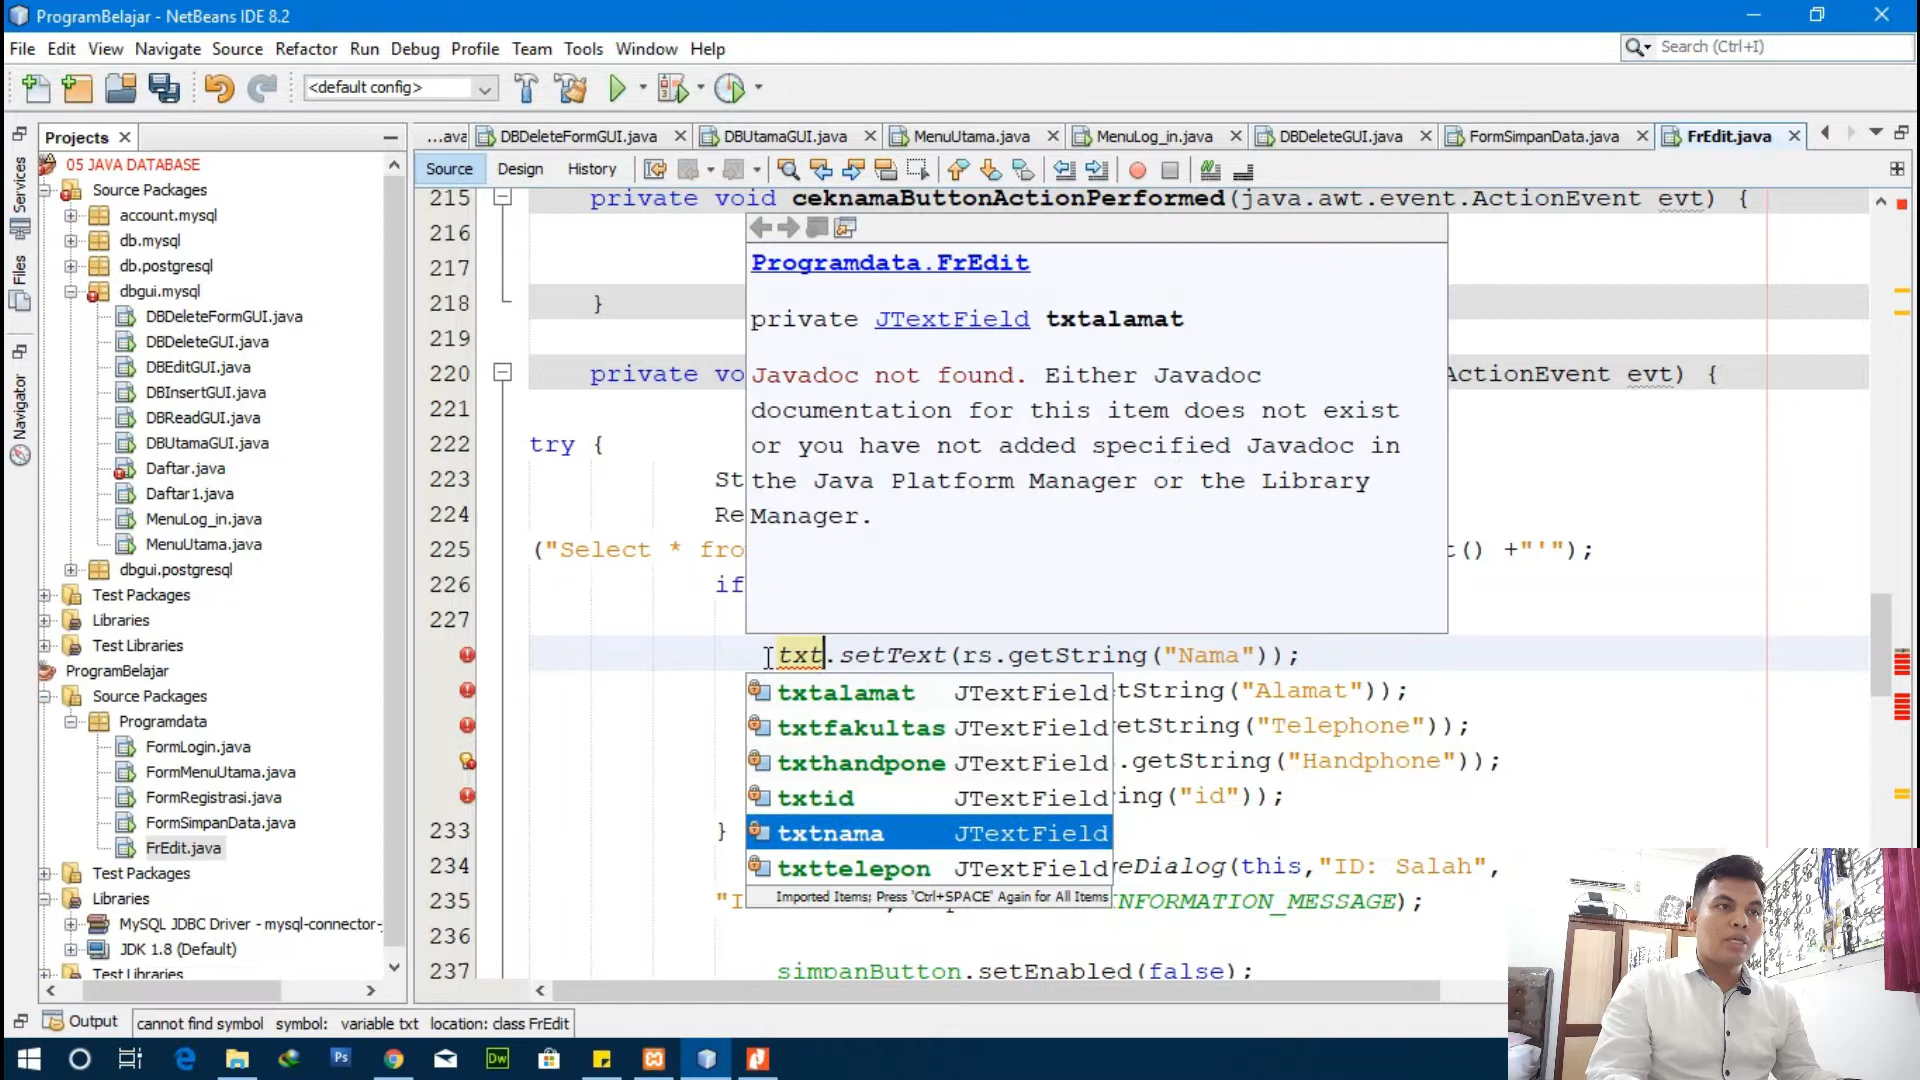 ProgramBelajar - NetBeans IDE 8.2
File Edit View Navigate Source Refactor Run Debug Profile Team Tools Window Help
Search (Ctrl+I)
<default config>
Projects
...ava DBDeleteFormGUI.java DBUtamaGUI.java MenuUtama.java MenuLog_in.java DBDeleteGUI.java FormSimpanData.java FrEdit.java
Source Design History
Services
Files
Navigator
05 JAVA DATABASE
Source Packages
account.mysql
db.mysql
db.postgresql
dbgui.mysql
DBDeleteFormGUI.java
DBDeleteGUI.java
DBEditGUI.java
DBInsertGUI.java
DBReadGUI.java
DBUtamaGUI.java
Daftar.java
Daftar1.java
MenuLog_in.java
MenuUtama.java
dbgui.postgresql
Test Packages
Libraries
Test Libraries
ProgramBelajar
Source Packages
Programdata
FormLogin.java
FormMenuUtama.java
FormRegistrasi.java
FormSimpanData.java
FrEdit.java
Test Packages
Libraries
MySQL JDBC Driver - mysql-connector-
JDK 1.8 (Default)
Test Libraries
215 private void ceknamaButtonActionPerformed(java.awt.event.ActionEvent evt) {
216
217
218 }
219
220 private vo ActionEvent evt) {
221
222 try {
223 St
224 Re
225 ("Select * fro t() +"'");
226 if
227
txt.setText(rs.getString("Nama"));
tString("Alamat"));
etString("Telephone"));
.getString("Handphone"));
ing("id"));
233 }
234 geDialog(this,"ID: Salah",
235 "I INFORMATION_MESSAGE);
236
237 simpanButton.setEnabled(false);
Programdata.FrEdit
private JTextField txtalamat
Javadoc not found. Either Javadoc
documentation for this item does not exist
or you have not added specified Javadoc in
the Java Platform Manager or the Library
Manager.
txtalamat JTextField
txtfakultas JTextField
txthandpone JTextField
txtid JTextField
txtnama JTextField
txttelepon JTextField
Imported Items; Press 'Ctrl+SPACE' Again for All Items
Output
cannot find symbol symbol: variable txt location: class FrEdit
Ps
Dw